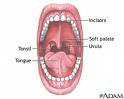 Incisors
Soft palate
Tonsil
Uvula
Tongue
ADAM.